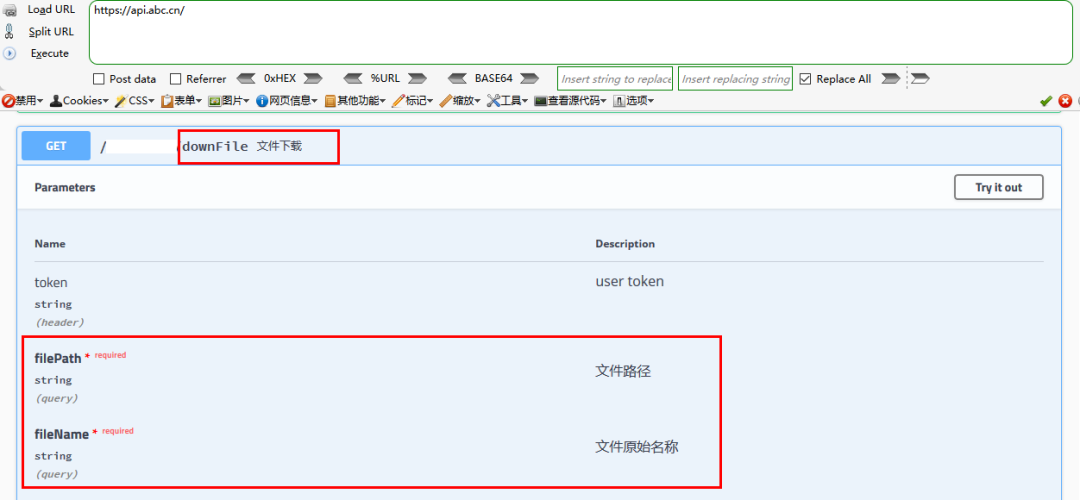 Load URL
https://api.abc.cn/
Split URL
Execute
Post data Referrer 0xHEX %URL BASE64 Insert string to replace Insert replacing string Replace All
禁用 Cookies CSS 表单 图片 网页信息 其他功能 标记 缩放 工具 查看源代码 选项
GET / downFile 文件下载
Parameters Try it out
Name Description
token user token
string
(header)
filePath * required 文件路径
string
(query)
fileName * required 文件原始名称
string
(query)